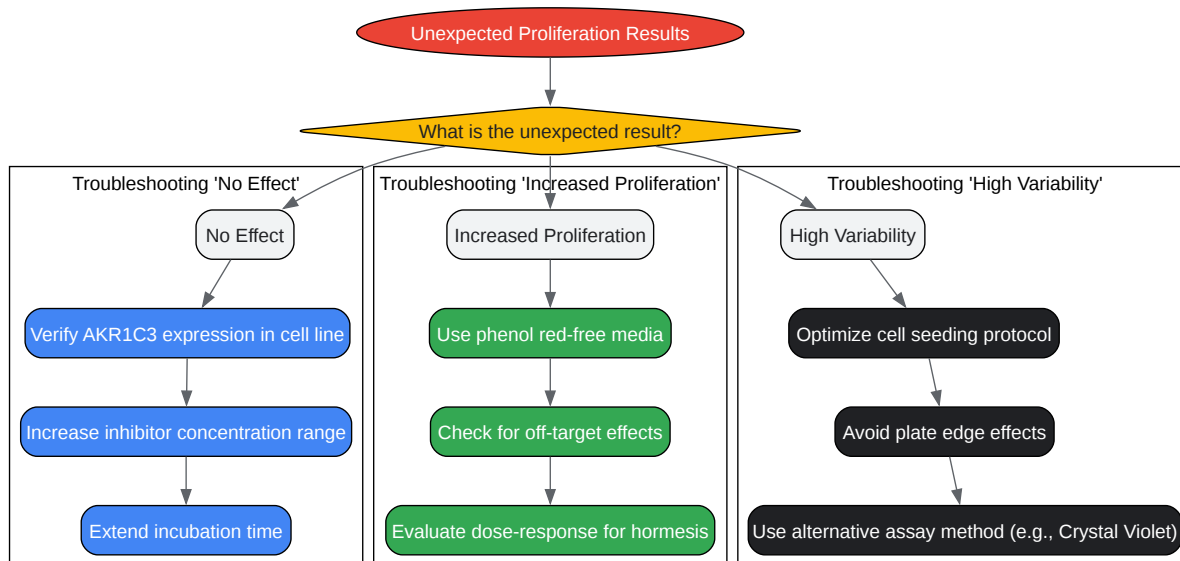 Unexpected Proliferation Results
What is the unexpected result?
Troubleshooting 'No Effect'
No Effect
Verify AKR1C3 expression in cell line
Increase inhibitor concentration range
Extend incubation time
Troubleshooting 'Increased Proliferation'
Increased Proliferation
Use phenol red-free media
Check for off-target effects
Evaluate dose-response for hormesis
Troubleshooting 'High Variability'
High Variability
Optimize cell seeding protocol
Avoid plate edge effects
Use alternative assay method (e.g., Crystal Violet)